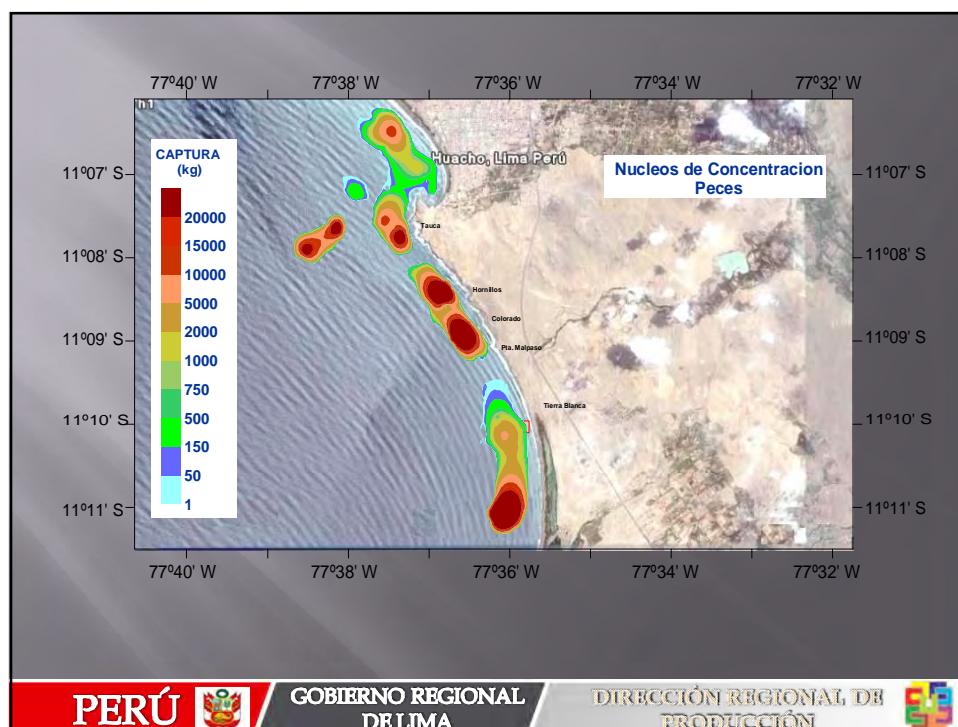 77º40' W 77º38' W 77º36' W 77º34' W 77º32' W
h1
CAPTURA
(kg)
20000
15000
10000
5000
2000
1000
750
500
150
50
1
Huacho, Lima Perú
Nucleos de Concentracion
Peces
11º07' S 11º07' S
Tauca
11º08' S 11º08' S
Hornillos
Colorado
11º09' S 11º09' S
Pta. Malpaso
Tierra Blanca
11º10' S 11º10' S
11º11' S 11º11' S
77º40' W 77º38' W 77º36' W 77º34' W 77º32' W
PERÚ
GOBIERNO REGIONAL
DE LIMA
DIRECCIÓN REGIONAL DE
PRODUCCIÓN